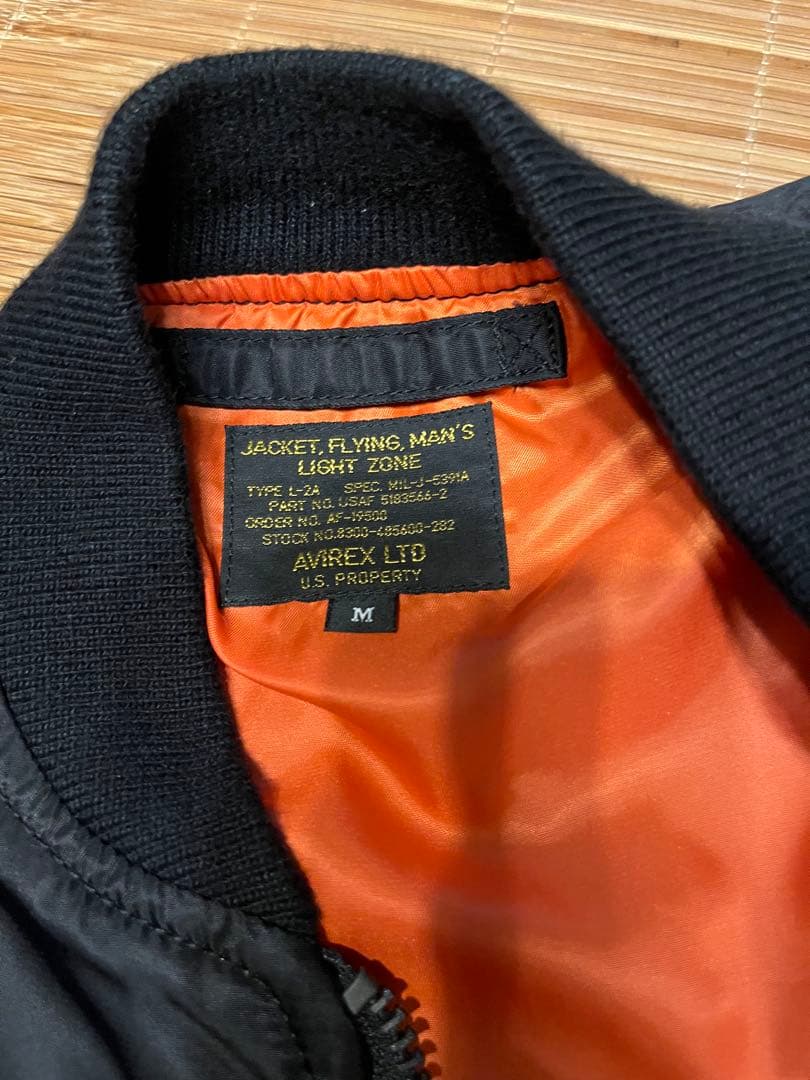 JACKET, FLYING, MAN'S
LIGHT ZONE
TYPE L-2A SPEC. MIL-J-5391A
PART NO. USAF 5183566-2
ORDER NO. AF-19500
STOCK NO.8300-485600-282
AVIREX LTD
U.S. PROPERTY
M